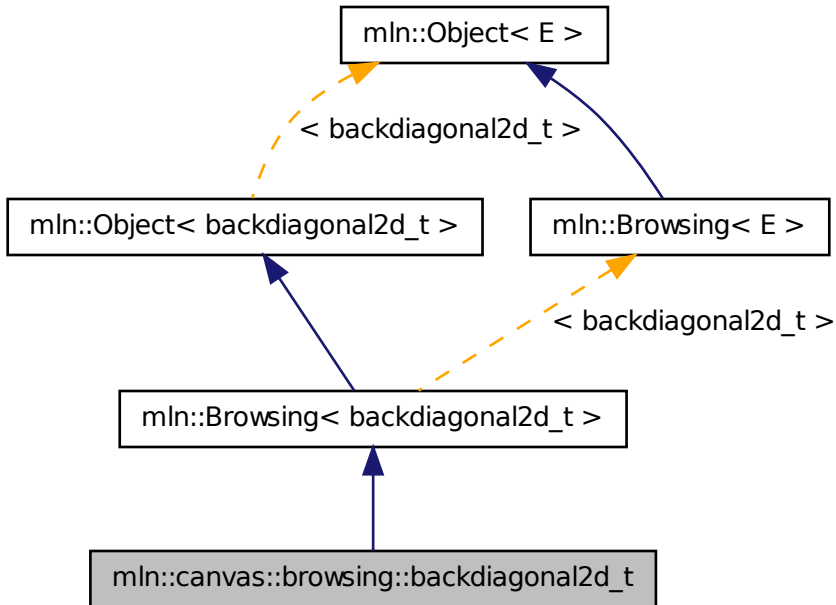 mln::Object< E >
< backdiagonal2d_t >
mln::Object< backdiagonal2d_t >
mln::Browsing< E >
< backdiagonal2d_t >
mln::Browsing< backdiagonal2d_t >
mln::canvas::browsing::backdiagonal2d_t